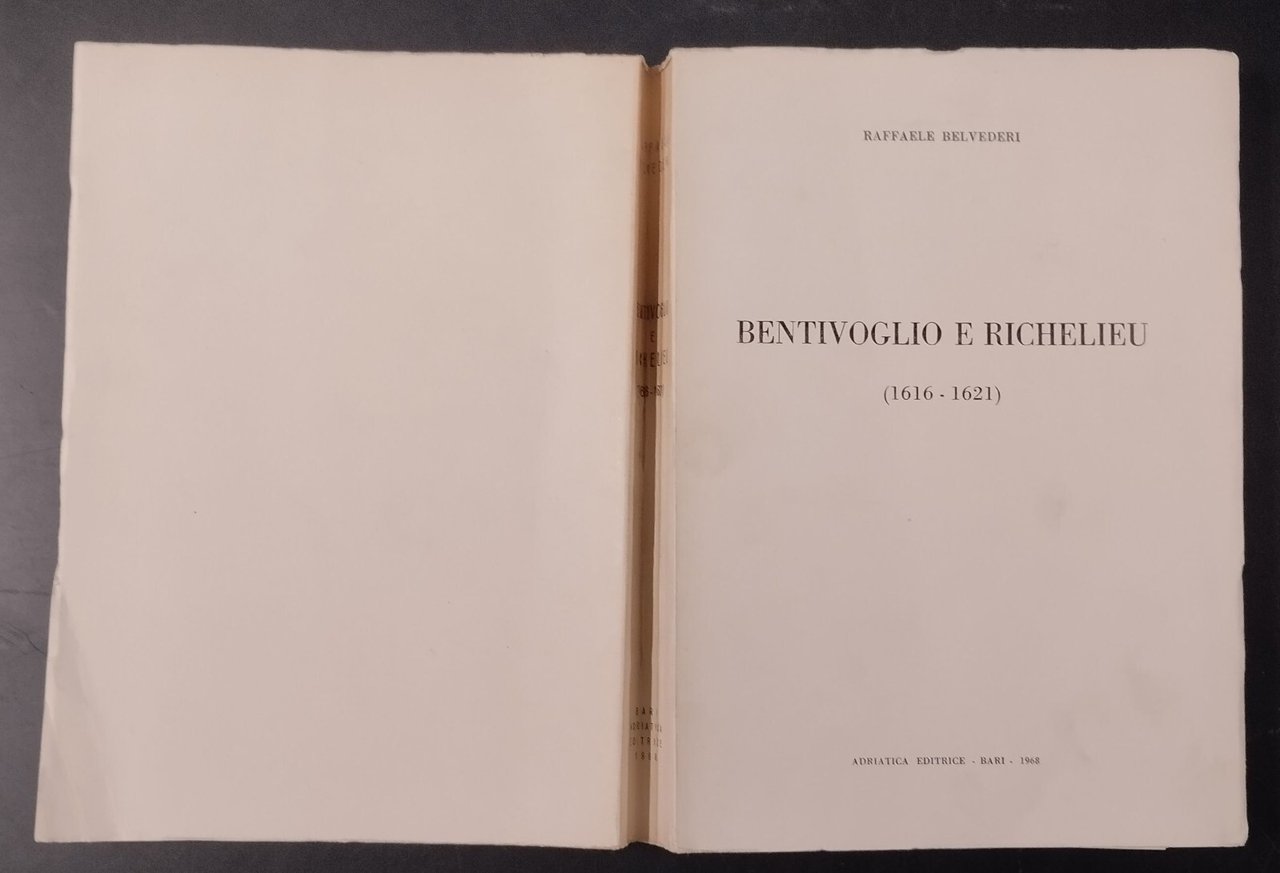 RAFFAELE BELVEDERI
BENTIVOGLIO E RICHELIEU
(1616 - 1621)
ADRIATICA EDITRICE - BARI - 1968